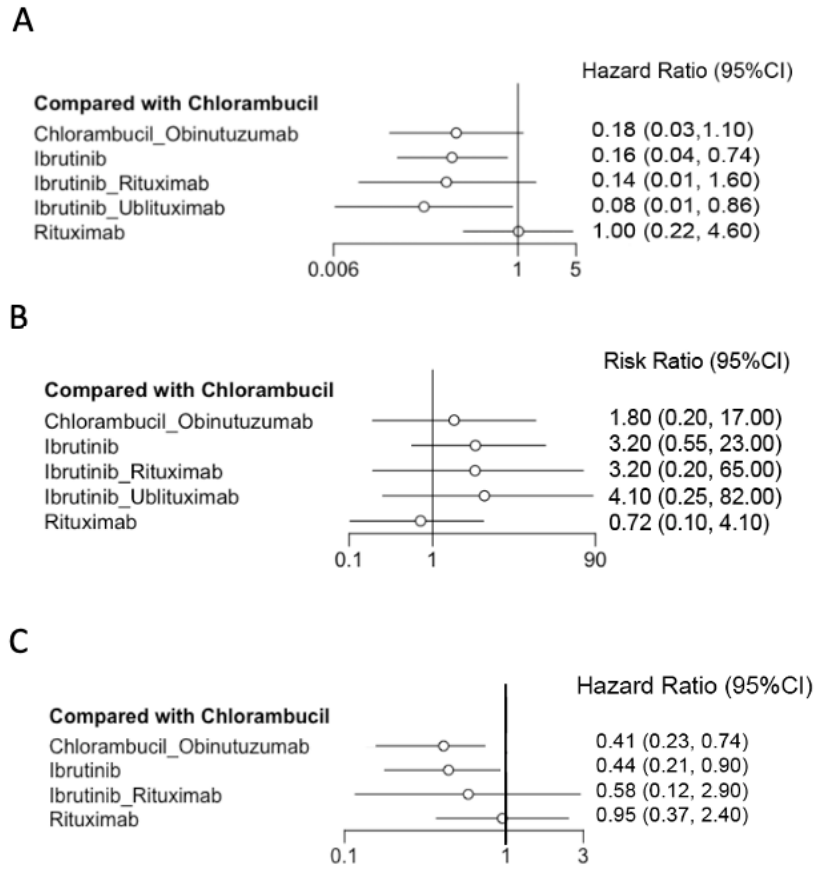 A
Hazard Ratio (95%CI)
Compared with Chlorambucil
Chlorambucil_Obinutuzumab 0.18 (0.03,1.10)
Ibrutinib 0.16 (0.04, 0.74)
Ibrutinib_Rituximab 0.14 (0.01, 1.60)
Ibrutinib_Ublituximab 0.08 (0.01, 0.86)
Rituximab 1.00 (0.22, 4.60)
0.006 1 5
B
Risk Ratio (95%CI)
Compared with Chlorambucil
Chlorambucil_Obinutuzumab 1.80 (0.20, 17.00)
Ibrutinib 3.20 (0.55, 23.00)
Ibrutinib_Rituximab 3.20 (0.20, 65.00)
Ibrutinib_Ublituximab 4.10 (0.25, 82.00)
Rituximab 0.72 (0.10, 4.10)
0.1 1 90
C
Hazard Ratio (95%CI)
Compared with Chlorambucil
Chlorambucil_Obinutuzumab 0.41 (0.23, 0.74)
Ibrutinib 0.44 (0.21, 0.90)
Ibrutinib_Rituximab 0.58 (0.12, 2.90)
Rituximab 0.95 (0.37, 2.40)
0.1 1 3